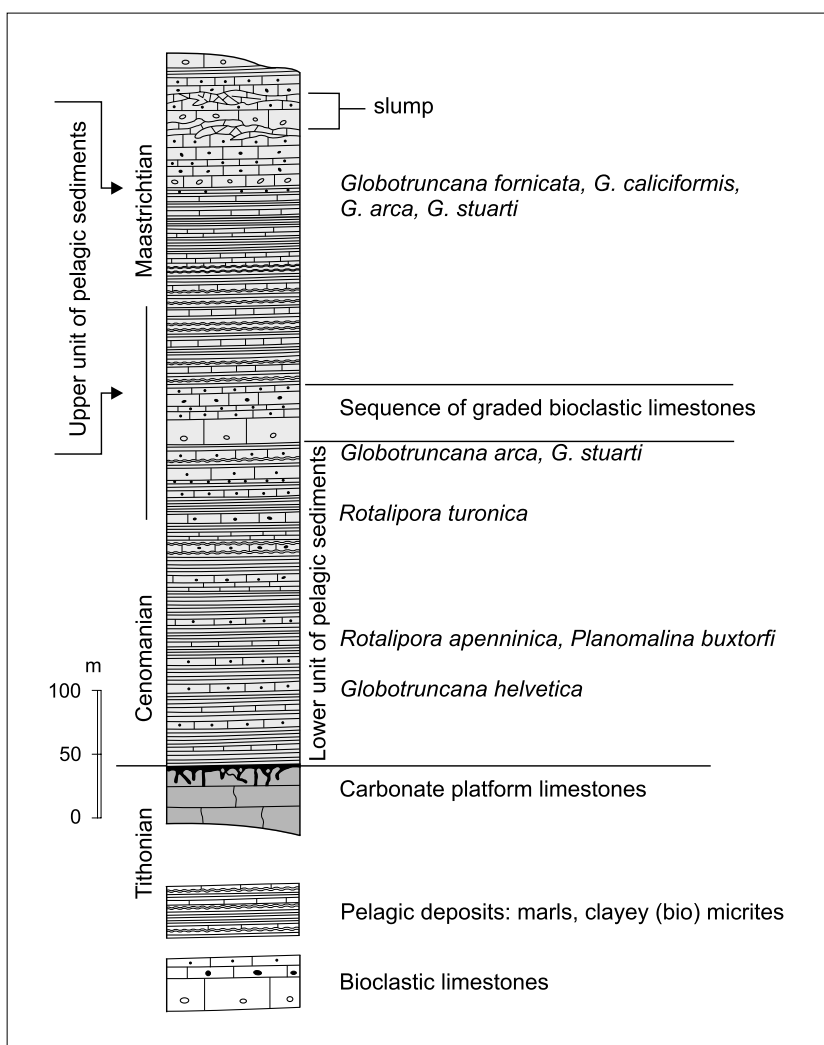 slump
Upper unit of pelagic sediments
Maastrichtian
Globotruncana fornicata, G. caliciformis,
G. arca, G. stuarti
Sequence of graded bioclastic limestones
Globotruncana arca, G. stuarti
Rotalipora turonica
Lower unit of pelagic sediments
Cenomanian
Rotalipora apenninica, Planomalina buxtorfi
Globotruncana helvetica
m
100
50
0
Carbonate platform limestones
Tithonian
Pelagic deposits: marls, clayey (bio) micrites
Bioclastic limestones